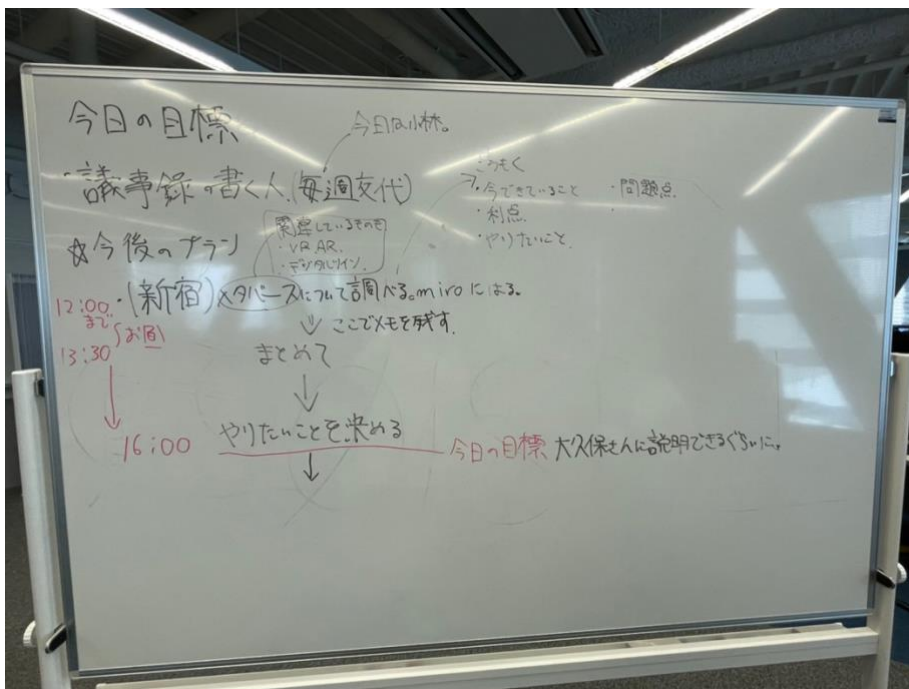 今日の目標
今日は小林。
・議事録の書く人(毎週交代)
こうもく
・今できていること ・問題点
・利点 ・
・やりたいこと
☆今後のプラン
関連しているものも
・VR AR.
・デジタルツイン.
12:00 まで
・(新宿)メタバースについて調べる。miroにはる。
お昼
ここでメモを残す.
13:30
まとめて
16:00
やりたいことを決める
今日の目標 大久保さんに説明できるぐらいに。